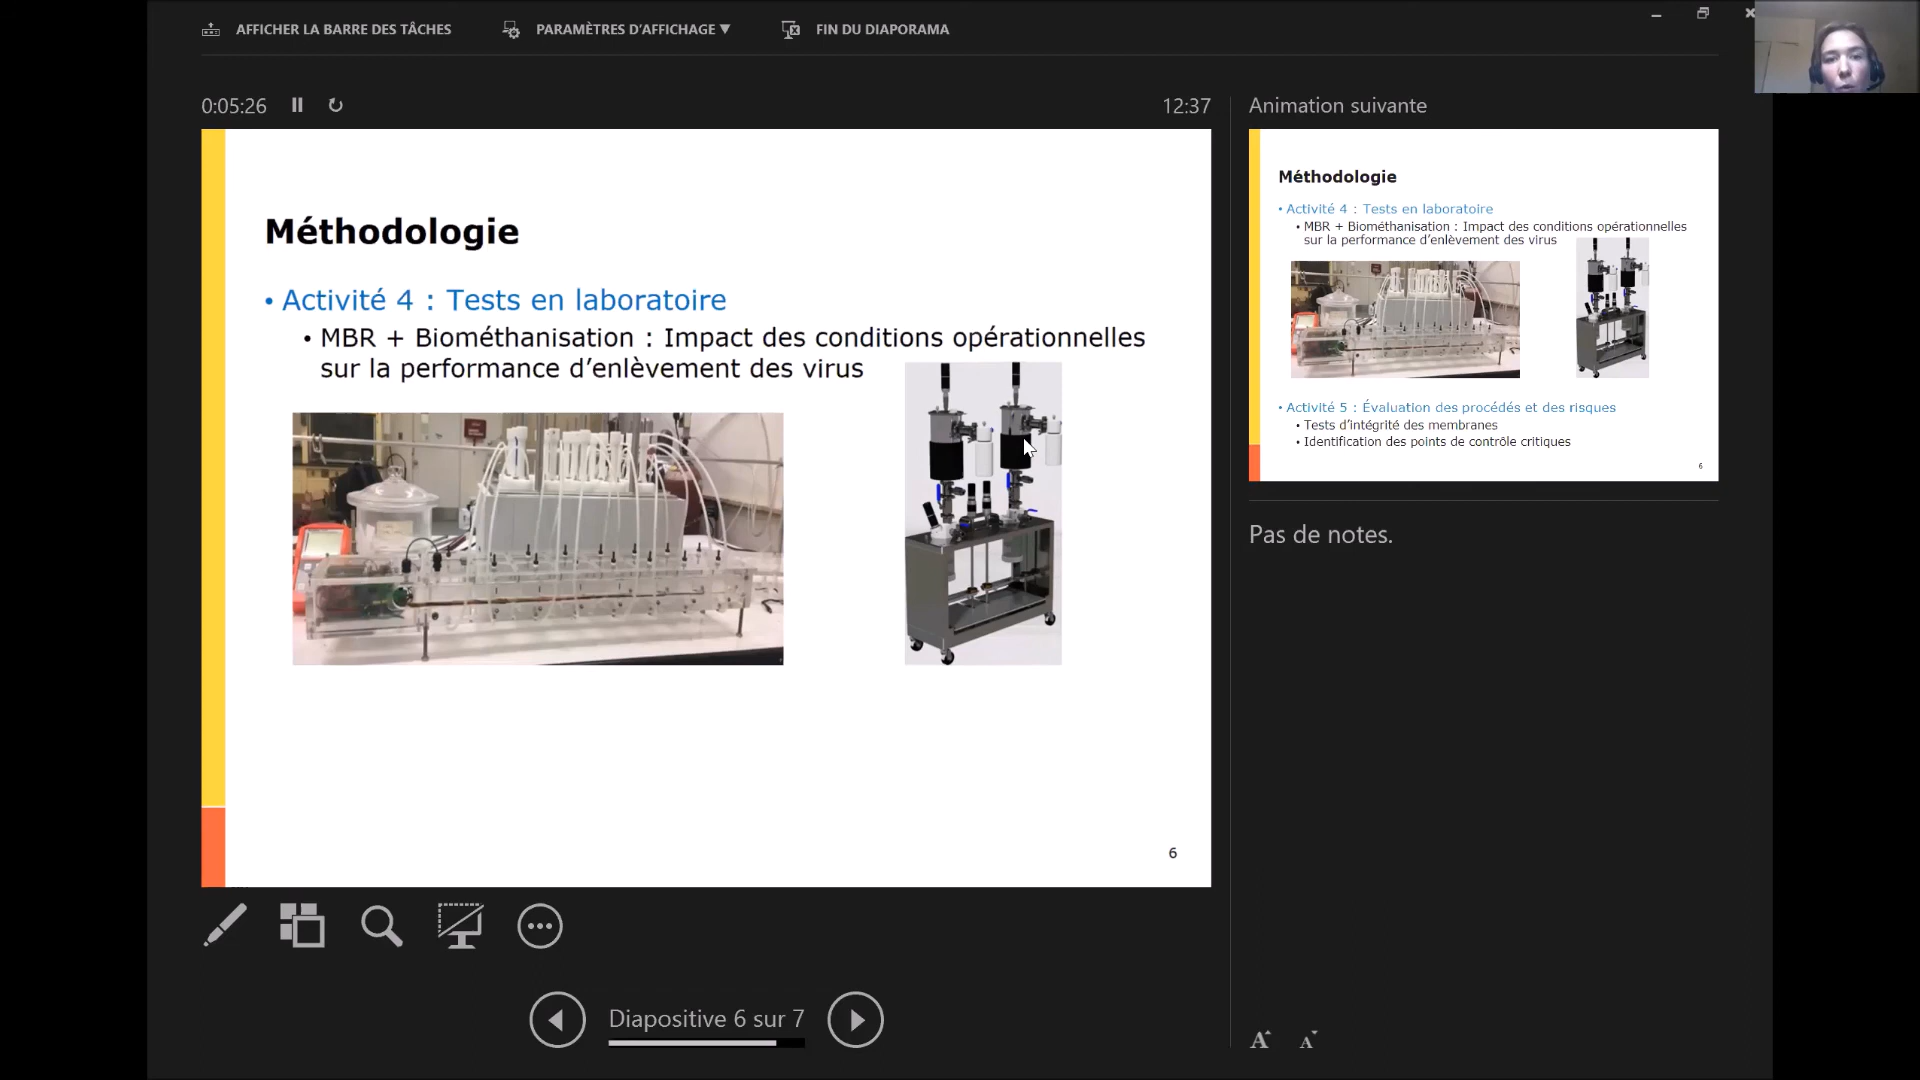 AFFICHER LA BARRE DES TÂCHES
PARAMÈTRES D'AFFICHAGE ▼
FIN DU DIAPORAMA
0:05:26
12:37
Méthodologie
• Activité 4 : Tests en laboratoire
• MBR + Biométhanisation : Impact des conditions opérationnelles
sur la performance d’enlèvement des virus
6
Diapositive 6 sur 7
Animation suivante
Méthodologie
• Activité 4 : Tests en laboratoire
• MBR + Biométhanisation : Impact des conditions opérationnelles
sur la performance d’enlèvement des virus
• Activité 5 : Évaluation des procédés et des risques
• Tests d’intégrité des membranes
• Identification des points de contrôle critiques
6
Pas de notes.
A A